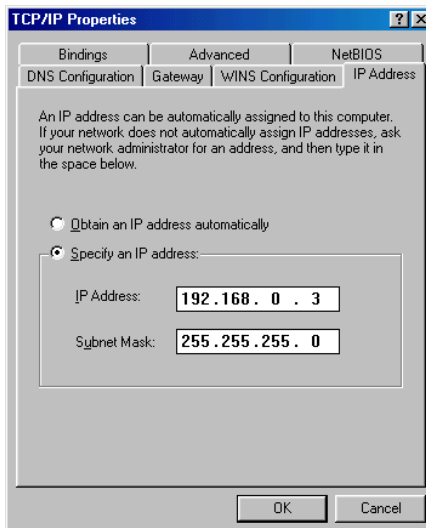 TCP/IP Properties
Bindings Advanced NetBIOS
DNS Configuration Gateway WINS Configuration IP Address
An IP address can be automatically assigned to this computer.
If your network does not automatically assign IP addresses, ask
your network administrator for an address, and then type it in
the space below.
Obtain an IP address automatically
Specify an IP address:
IP Address: 192.168. 0 . 3
Subnet Mask: 255.255.255. 0
OK Cancel